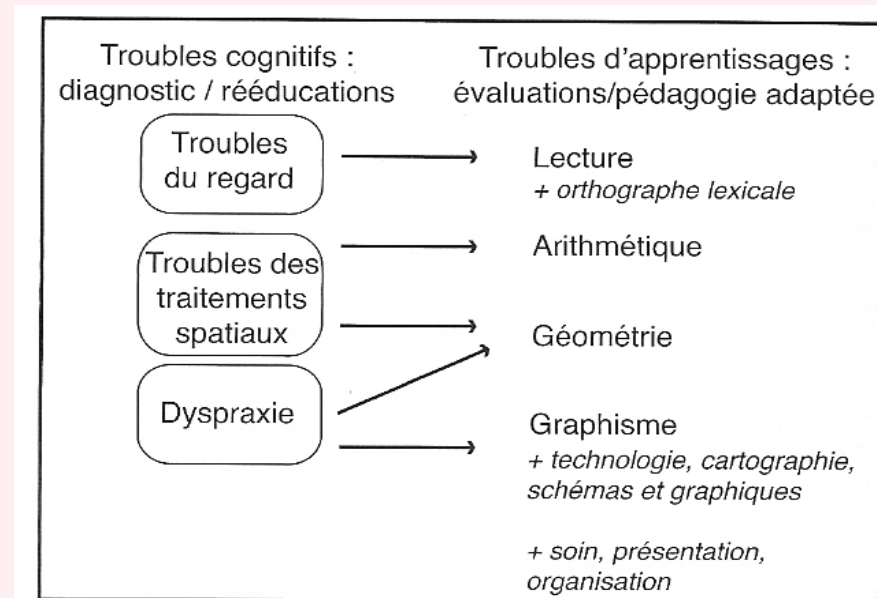 Troubles cognitifs :
diagnostic / rééducations
Troubles d'apprentissages :
évaluations/pédagogie adaptée
Troubles
du regard
Lecture
+ orthographe lexicale
Troubles des
traitements
spatiaux
Arithmétique
Géométrie
Dyspraxie
Graphisme
+ technologie, cartographie,
schémas et graphiques
+ soin, présentation,
organisation